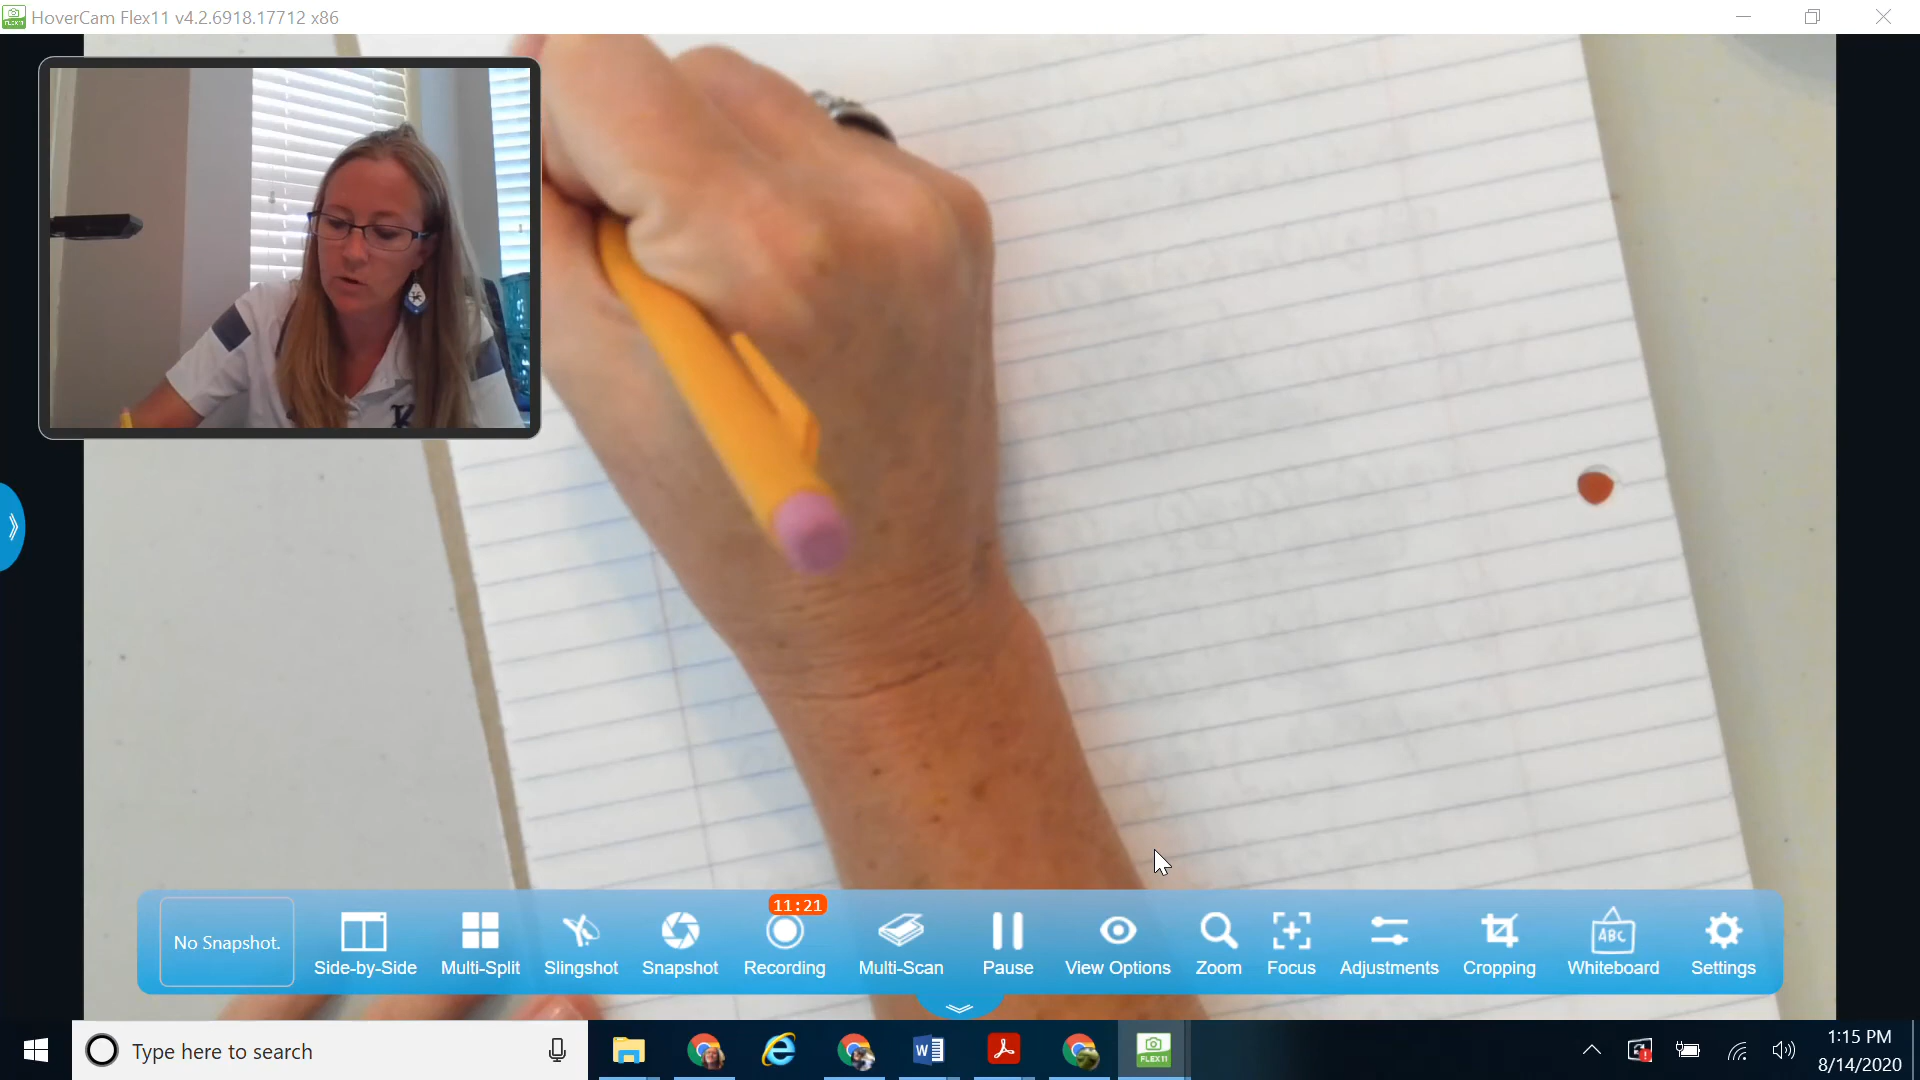 HoverCam Flex11 v4.2.6918.17712 x86
11:21
No Snapshot.
Side-by-Side
Multi-Split
Slingshot
Snapshot
Recording
Multi-Scan
Pause
View Options
Zoom
Focus
Adjustments
Cropping
ABC
Whiteboard
Settings
Type here to search
FLEX11
1:15 PM
8/14/2020